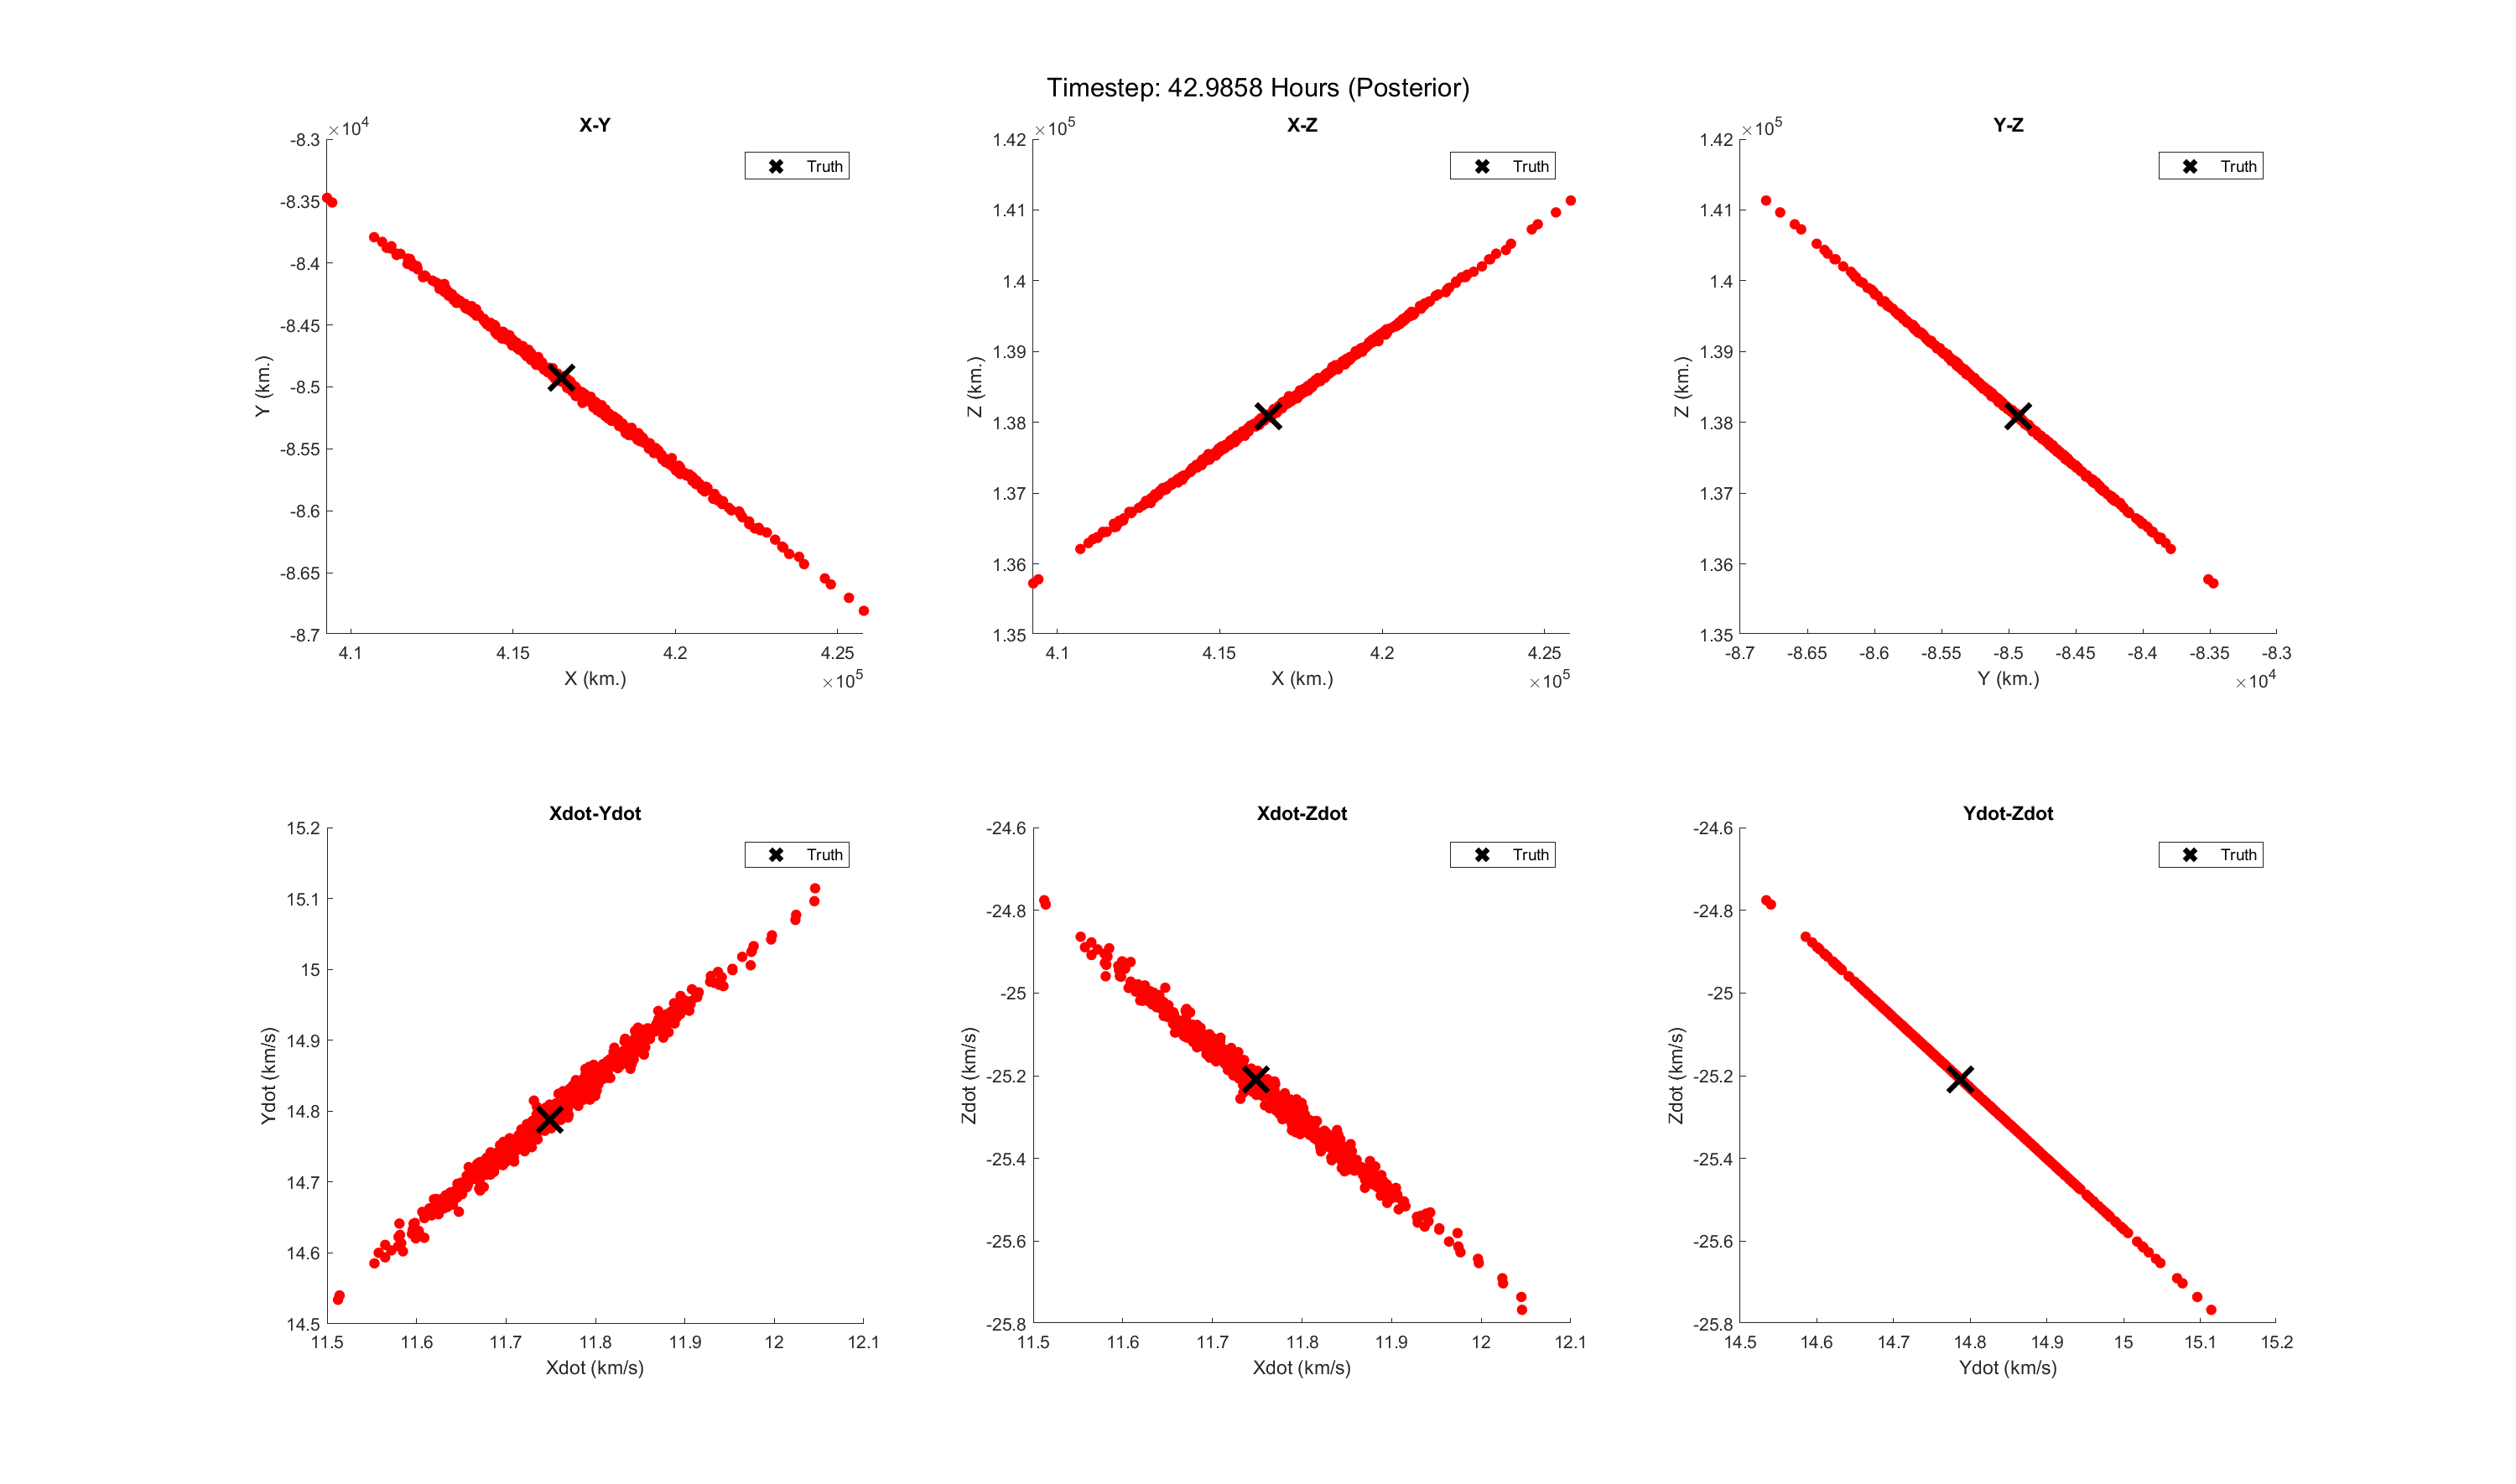 Timestep: 42.9858 Hours (Posterior)
X-Y
×10^4
-8.3
-8.35
-8.4
-8.45
-8.5
-8.55
-8.6
-8.65
-8.7
Y (km.)
Truth
4.1 4.15 4.2 4.25
X (km.)
×10^5
X-Z
×10^5
1.42
1.41
1.4
1.39
1.38
1.37
1.36
1.35
Z (km.)
Truth
4.1 4.15 4.2 4.25
X (km.)
×10^5
Y-Z
×10^5
1.42
1.41
1.4
1.39
1.38
1.37
1.36
1.35
Z (km.)
Truth
-8.7 -8.65 -8.6 -8.55 -8.5 -8.45 -8.4 -8.35 -8.3
Y (km.)
×10^4
Xdot-Ydot
15.2
15.1
15
14.9
14.8
14.7
14.6
14.5
Ydot (km/s)
Truth
11.5 11.6 11.7 11.8 11.9 12 12.1
Xdot (km/s)
Xdot-Zdot
-24.6
-24.8
-25
-25.2
-25.4
-25.6
-25.8
Zdot (km/s)
Truth
11.5 11.6 11.7 11.8 11.9 12 12.1
Xdot (km/s)
Ydot-Zdot
-24.6
-24.8
-25
-25.2
-25.4
-25.6
-25.8
Zdot (km/s)
Truth
14.5 14.6 14.7 14.8 14.9 15 15.1 15.2
Ydot (km/s)